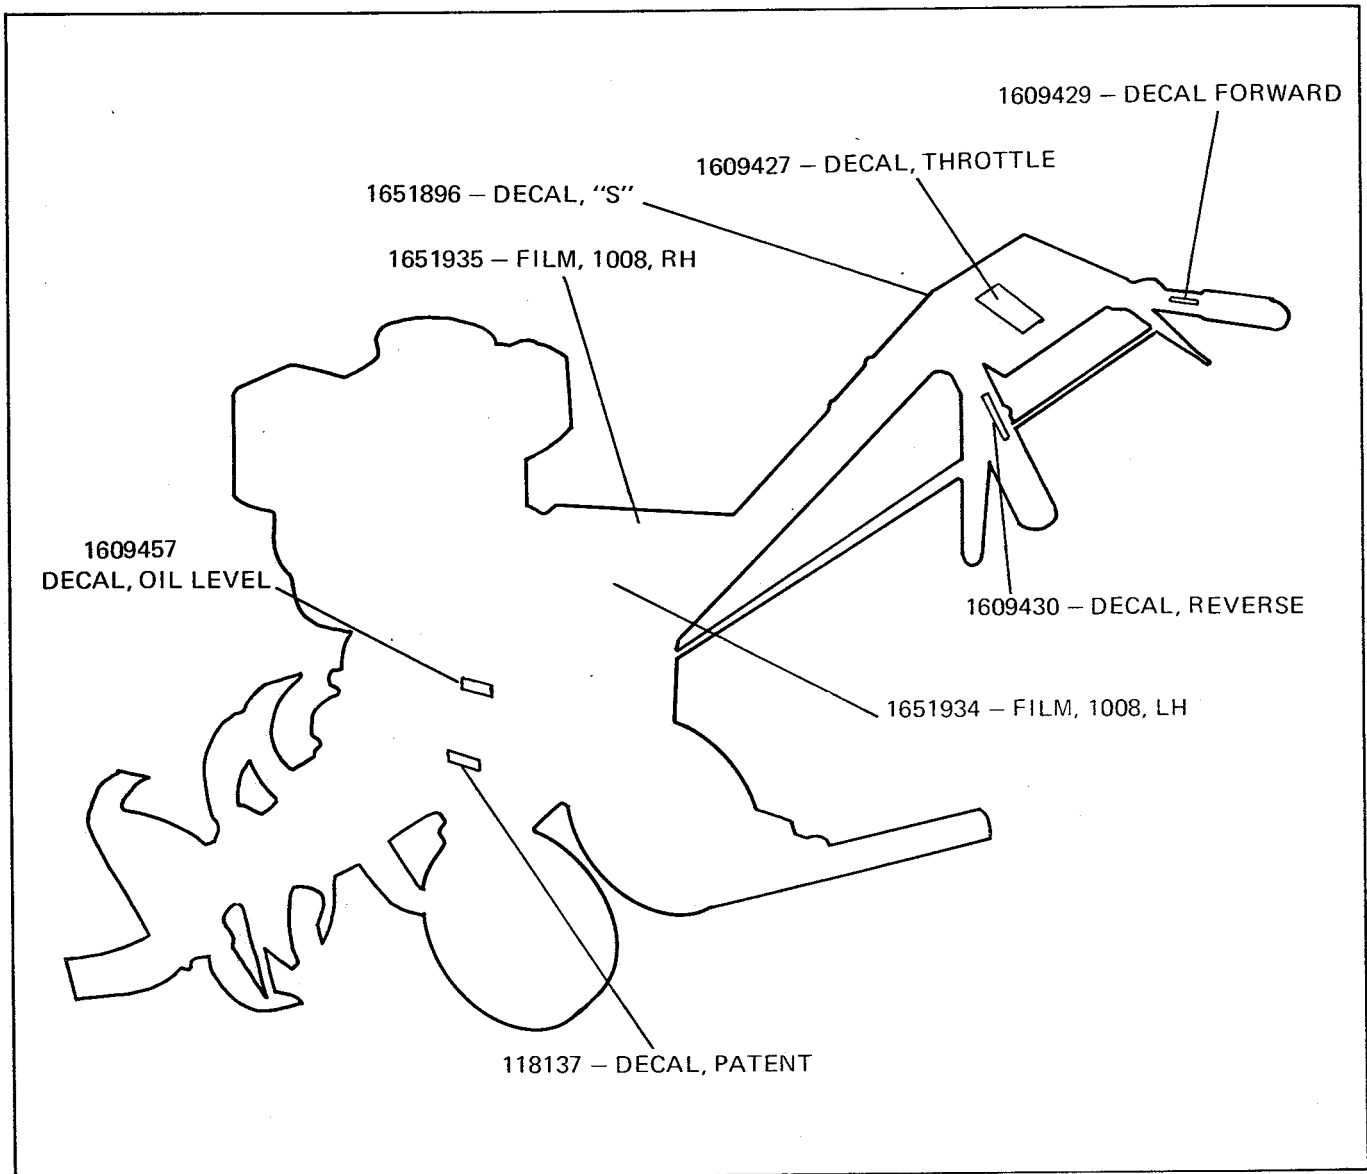 1609429 – DECAL FORWARD
1609427 – DECAL, THROTTLE
1651896 – DECAL, “S”
1651935 – FILM, 1008, RH
1609457
DECAL, OIL LEVEL
1609430 – DECAL, REVERSE
1651934 – FILM, 1008, LH
118137 – DECAL, PATENT